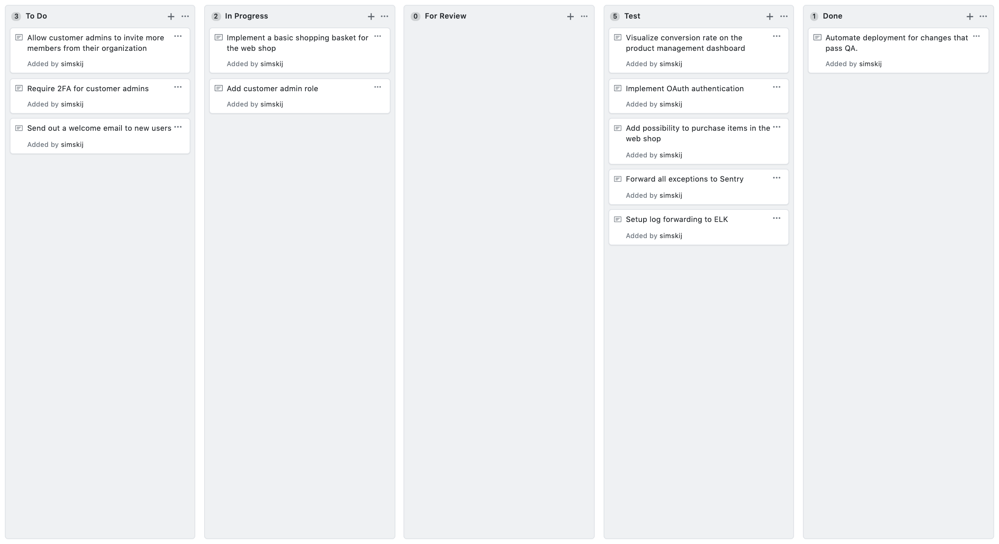 3 To Do
Allow customer admins to invite more
members from their organization
Added by simskij
Require 2FA for customer admins
Added by simskij
Send out a welcome email to new users
Added by simskij
2 In Progress
Implement a basic shopping basket for
the web shop
Added by simskij
Add customer admin role
Added by simskij
0 For Review
5 Test
Visualize conversion rate on the
product management dashboard
Added by simskij
Implement OAuth authentication
Added by simskij
Add possibility to purchase items in the
web shop
Added by simskij
Forward all exceptions to Sentry
Added by simskij
Setup log forwarding to ELK
Added by simskij
1 Done
Automate deployment for changes that
pass QA.
Added by simskij